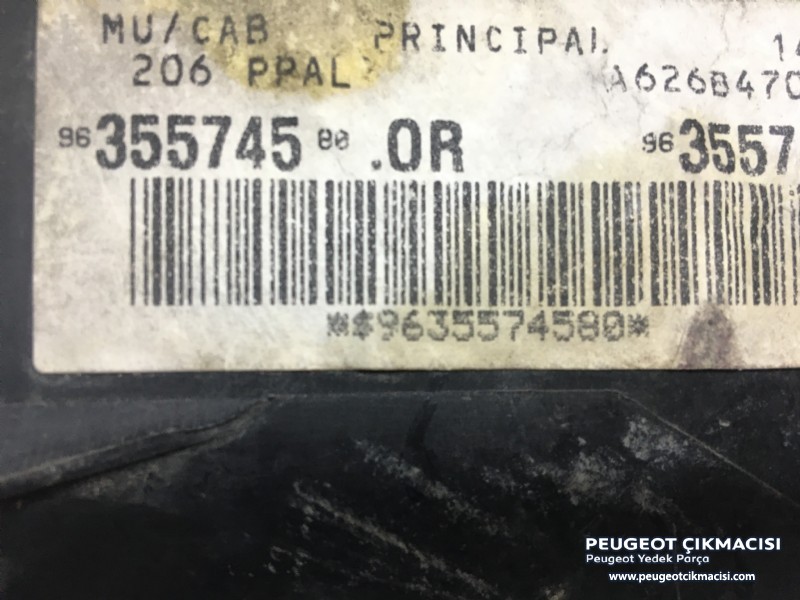 MU/CAB PRINCIPAL 14
206 PPAL A626B470
96 355745 80 .OR 96 3557
*$9635574580*
PEUGEOT ÇIKMACISI
Peugeot Yedek Parça
www.peugeotcikmacisi.com